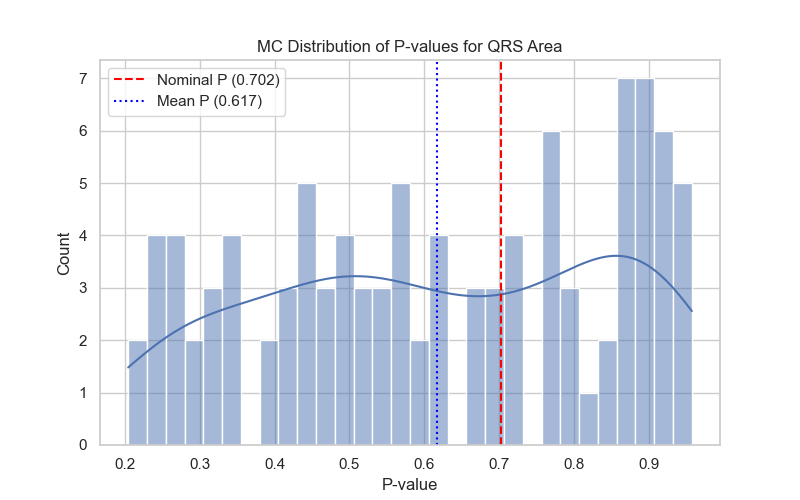 MC Distribution of P-values for QRS Area
Nominal P (0.702)
Mean P (0.617)
Count
7
6
5
4
3
2
1
0
0.2 0.3 0.4 0.5 0.6 0.7 0.8 0.9
P-value